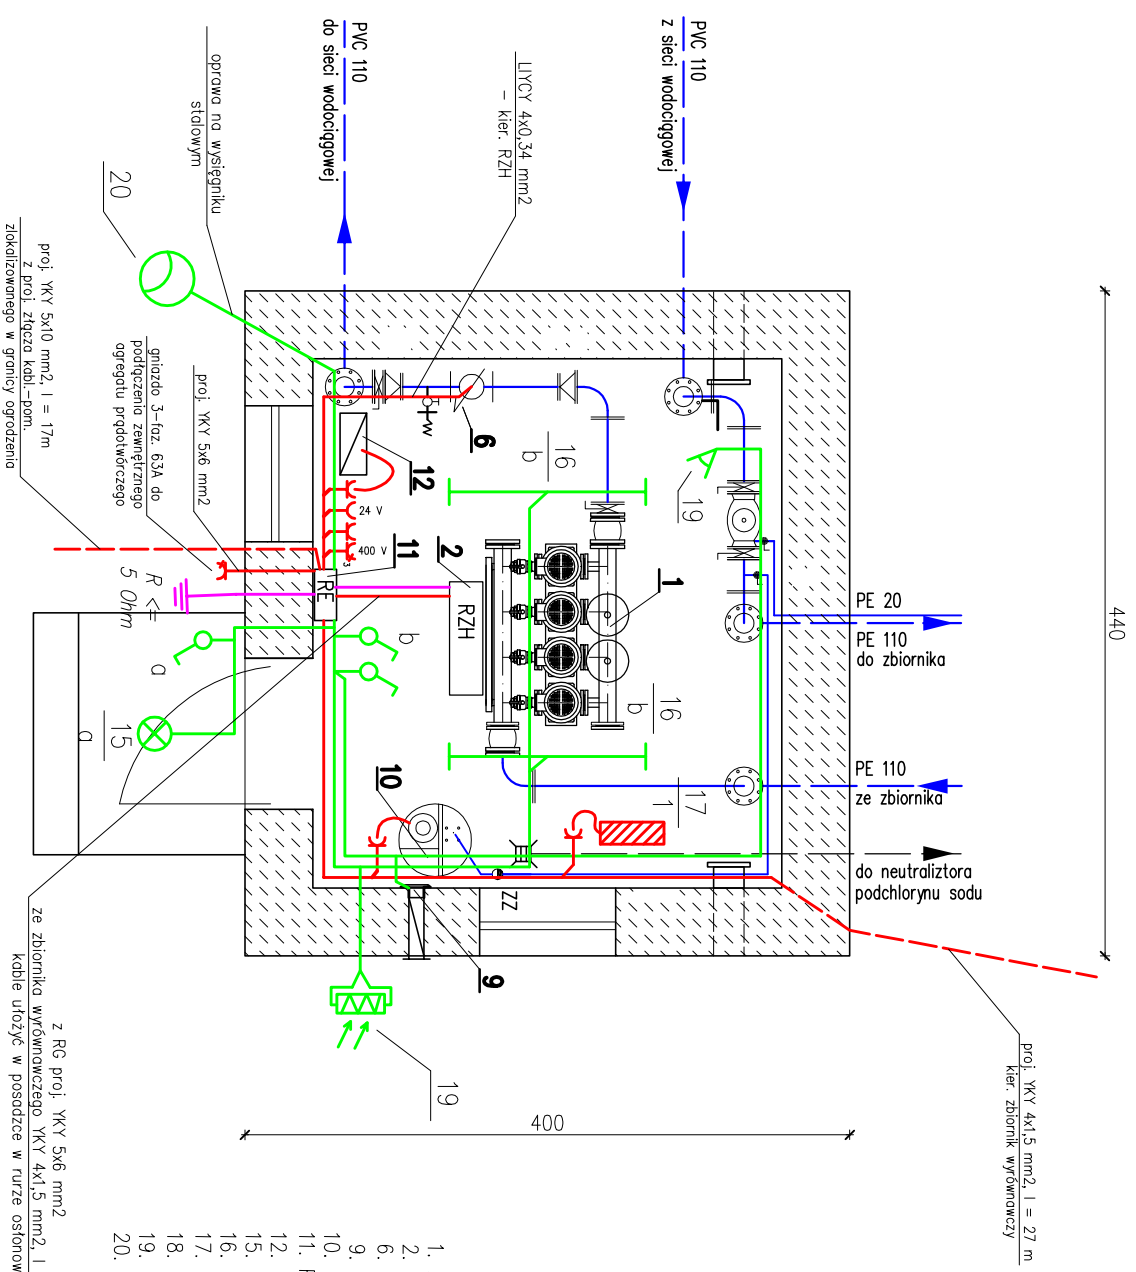 PVC 110
do sieci wodociągowej
PVC 110
z sieci wodociągowej
LIYCY 4x0,34 mm2
- kier. RZH
oprawa na wysięgniku
stalowym
20
proj. YKY 5x10 mm2, l = 17m
z proj. złącza kabl.-pom.
zlokalizowanego w granicy ogrodzenia
gniazdo 3-faz. 63A do
podłączenia zewnętrznego
agregatu prądotwórczego
proj. YKY 5x6 mm2
R <=
5 Ohm
6
12
24 V
400 V
3
11
2
RE
RZH
1
16
b
19
16
b
17
1
b
a
15
a
10
ZZ
9
19
PE 20
PE 110
do zbiornika
PE 110
ze zbiornika
do neutraliztora
podchlorynu sodu
440
400
proj. YKY 4x1,5 mm2, l = 27 m
kier. zbiornik wyrównawczy
z RG proj. YKY 5x6 mm2
ze zbiornika wyrównawczego YKY 4x1,5 mm2, l
kable ułożyć w posadzce w rurze osłonow
1.
2.
6.
9.
10.
11.
12.
15.
16.
17.
18.
19.
20.